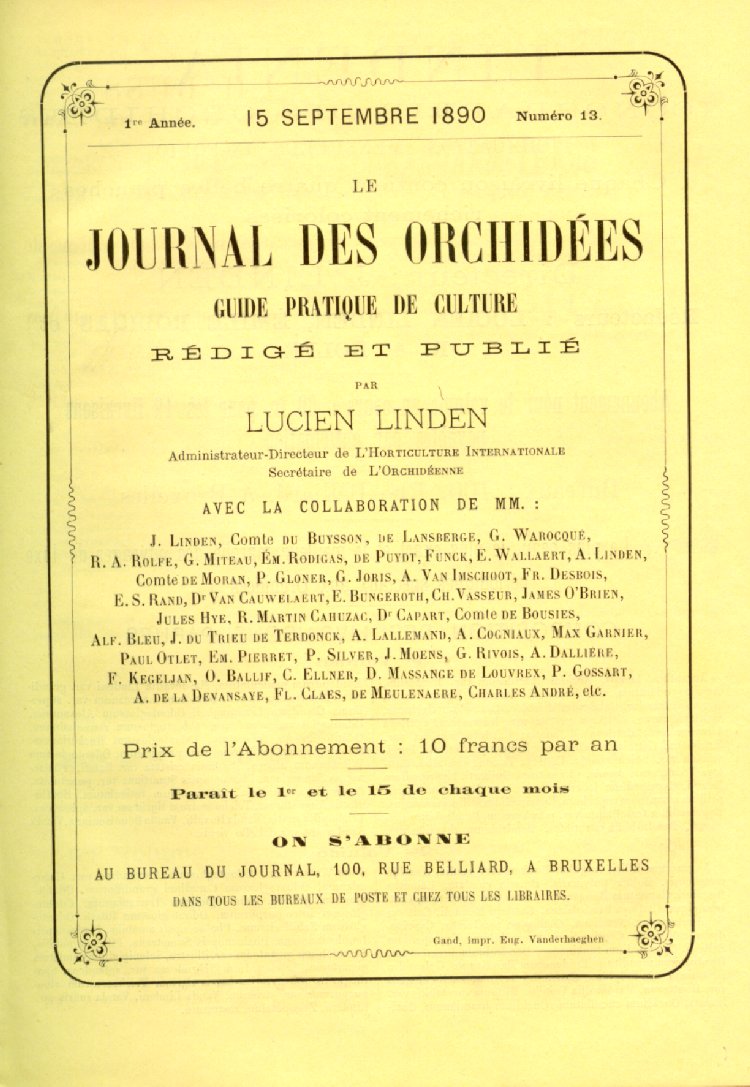 1re Année. 15 SEPTEMBRE 1890 Numéro 13.
LE
JOURNAL DES ORCHIDÉES
GUIDE PRATIQUE DE CULTURE
RÉDIGÉ ET PUBLIÉ
PAR
LUCIEN LINDEN
Administrateur-Directeur de L'HORTICULTURE INTERNATIONALE
Secrétaire de L'ORCHIDÉENNE
AVEC LA COLLABORATION DE MM. :
J. LINDEN, Comte DU BUYSSON, DE LANSBERGE, G. WAROCQUÉ,
R. A. ROLFE, G. MITEAU, ÉM. RODIGAS, DE PUYDT, FUNCK, E. WALLAERT, A. LINDEN,
Comte DE MORAN, P. GLONER, G. JORIS, A. VAN IMSCHOOT, FR. DESBOIS,
E. S. RAND, Dr VAN CAUWELAERT, E. BUNGEROTH, CH. VASSEUR, JAMES O'BRIEN,
JULES HYE, R. MARTIN CAHUZAC, Dr CAPART, COMTE DE BOUSIES,
ALF. BLEU, J. DU TRIEU DE TERDONCK, A. LALLEMAND, A. COGNIAUX, MAX GARNIER,
PAUL OTLET, EM. PIERRET, P. SILVER, J. MOENS, G. RIVOIS, A. DALLIÈRE,
F. KEGELJAN, O. BALLIF, C. ELLNER, D. MASSANGE DE LOUVREX, P. GOSSART,
A. DE LA DEVANSAYE, FL. CLAES, DE MEULENAERE, CHARLES ANDRÉ, etc.
Prix de l'Abonnement : 10 francs par an
Paraît le 1er et le 15 de chaque mois
ON S'ABONNE
AU BUREAU DU JOURNAL, 100, RUE BELLIARD, A BRUXELLES
DANS TOUS LES BUREAUX DE POSTE ET CHEZ TOUS LES LIBRAIRES.
Gand, impr. Eug. Vanderhaeghen